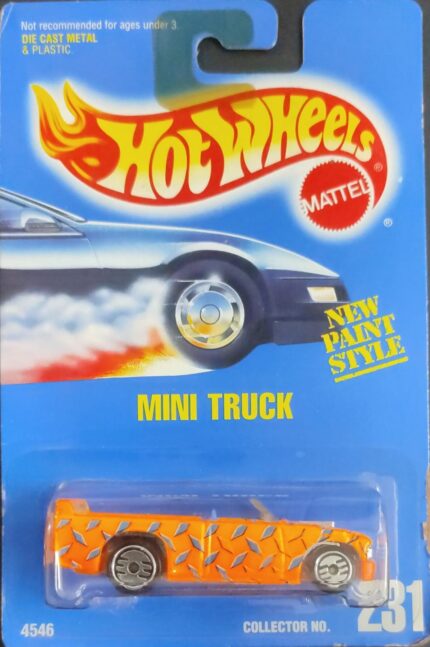 Not recommended for ages under 3.
DIE CAST METAL
& PLASTIC
HOT WHEELS
®
MATTEL
®
NEW
PAINT
STYLE
MINI TRUCK
4546
COLLECTOR NO.
231